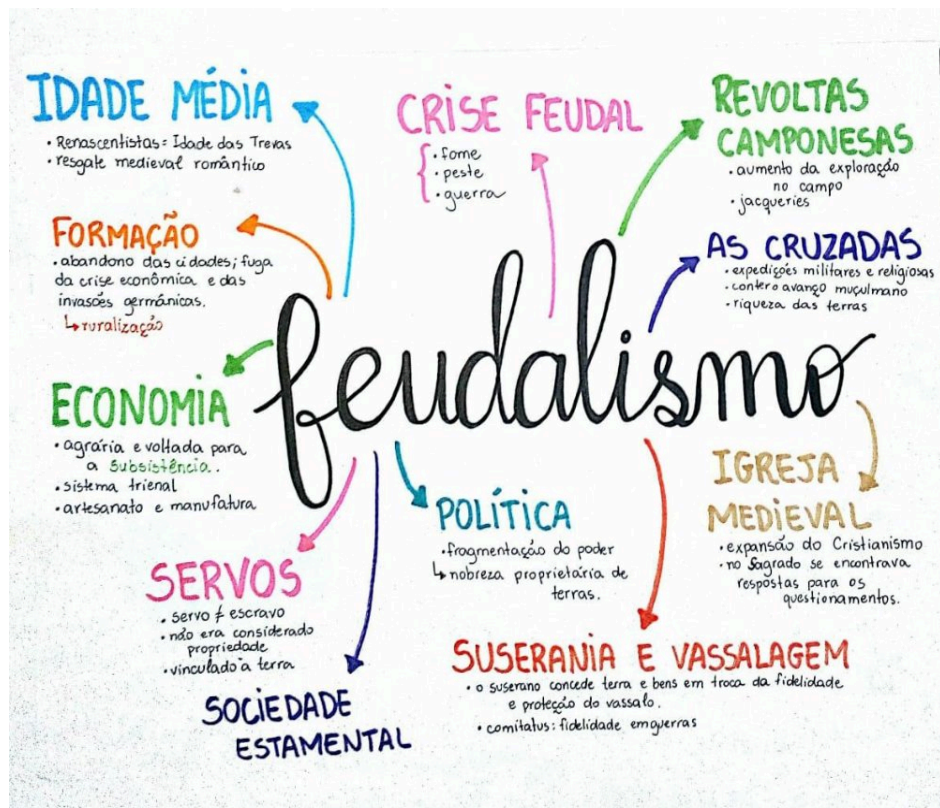 IDADE MÉDIA
• Renascentistas = Idade das Trevas
• resgate medieval romântico
CRISE FEUDAL
• fome
• peste
• guerra
REVOLTAS
CAMPONESAS
• aumento da exploração
no campo
• jacqueries
FORMAÇÃO
• abandono das cidades; fuga
da crise econômica e das
invasões germânicas.
↳ ruralização
AS CRUZADAS
• expedições militares e religiosas
• conter o avanço muçulmano
• riqueza das terras
feudalismo
ECONOMIA
• agrária e voltada para
a subsistência.
• sistema trienal
• artesanato e manufatura
IGREJA
MEDIEVAL
• expansão do Cristianismo
• no Sagrado se encontrava
respostas para os
questionamentos.
POLÍTICA
• fragmentação do poder
↳ nobreza proprietária de
terras.
SERVOS
• servo ≠ escravo
• não era considerado
propriedade
• vinculado à terra
SUSERANIA E VASSALAGEM
• o suserano concede terra e bens em troca da fidelidade
e proteção do vassalo.
• comitatus: fidelidade em guerras
SOCIEDADE
ESTAMENTAL